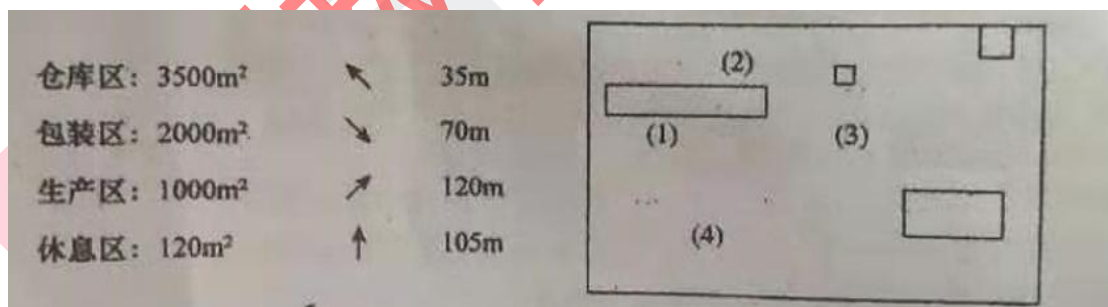 仓库区：3500m² ↖ 35m
包装区：2000m² ↘ 70m
生产区：1000m² ↗ 120m
休息区：120m² ↑ 105m
(2)
(1) (3)
(4)